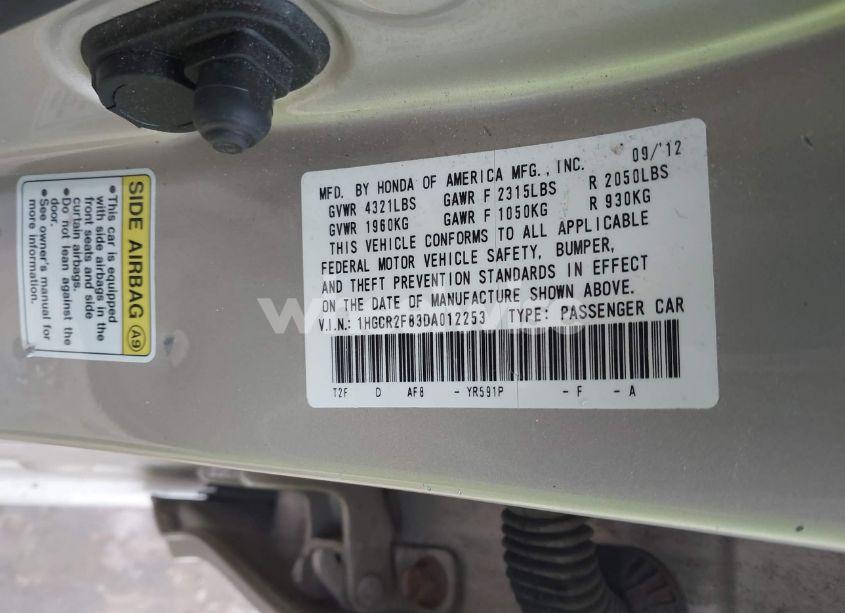 MFD. BY HONDA OF AMERICA MFG., INC. 09/'12
GVWR 4321LBS GAWR F 2315LBS R 2050LBS
GVWR 1960KG GAWR F 1050KG R 930KG
THIS VEHICLE CONFORMS TO ALL APPLICABLE
FEDERAL MOTOR VEHICLE SAFETY, BUMPER,
AND THEFT PREVENTION STANDARDS IN EFFECT
ON THE DATE OF MANUFACTURE SHOWN ABOVE.
V.I.N.: 1HGCR2F83DA012253 TYPE: PASSENGER CAR
T2F D AF8 - YR591P - F - A
SIDE AIRBAG A9
•This car is equipped
with side airbags in the
front seats and side
curtain airbags.
•Do not lean against the
door.
•See owner's manual for
more information.